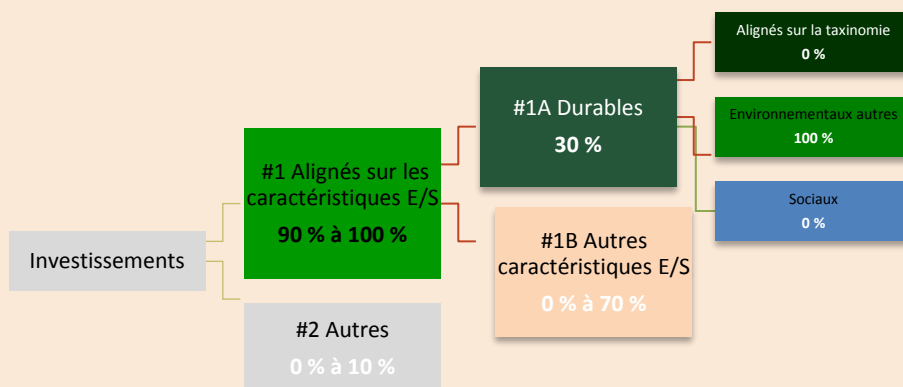 Investissements
#1 Alignés sur les
caractéristiques E/S
90 % à 100 %
#2 Autres
0 % à 10 %
#1A Durables
30 %
#1B Autres
caractéristiques E/S
0 % à 70 %
Alignés sur la taxinomie
0 %
Environnementaux autres
100 %
Sociaux
0 %